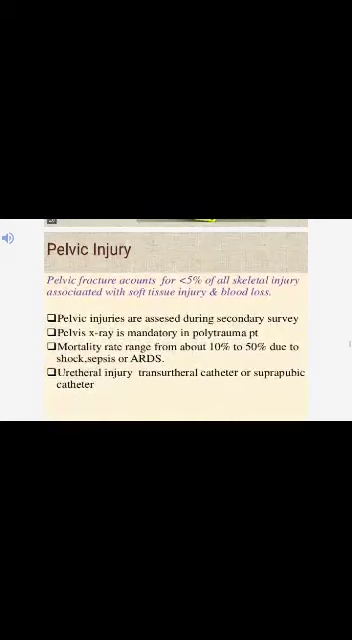 Pelvic Injury
Pelvic fracture acounts for <5% of all skeletal injury
associaated with soft tissue injury & blood loss.
❑Pelvic injuries are assesed during secondary survey
❑Pelvis x-ray is mandatory in polytrauma pt
❑Mortality rate range from about 10% to 50% due to
shock,sepsis or ARDS.
❑Uretheral injury transurtheral catheter or suprapubic
catheter